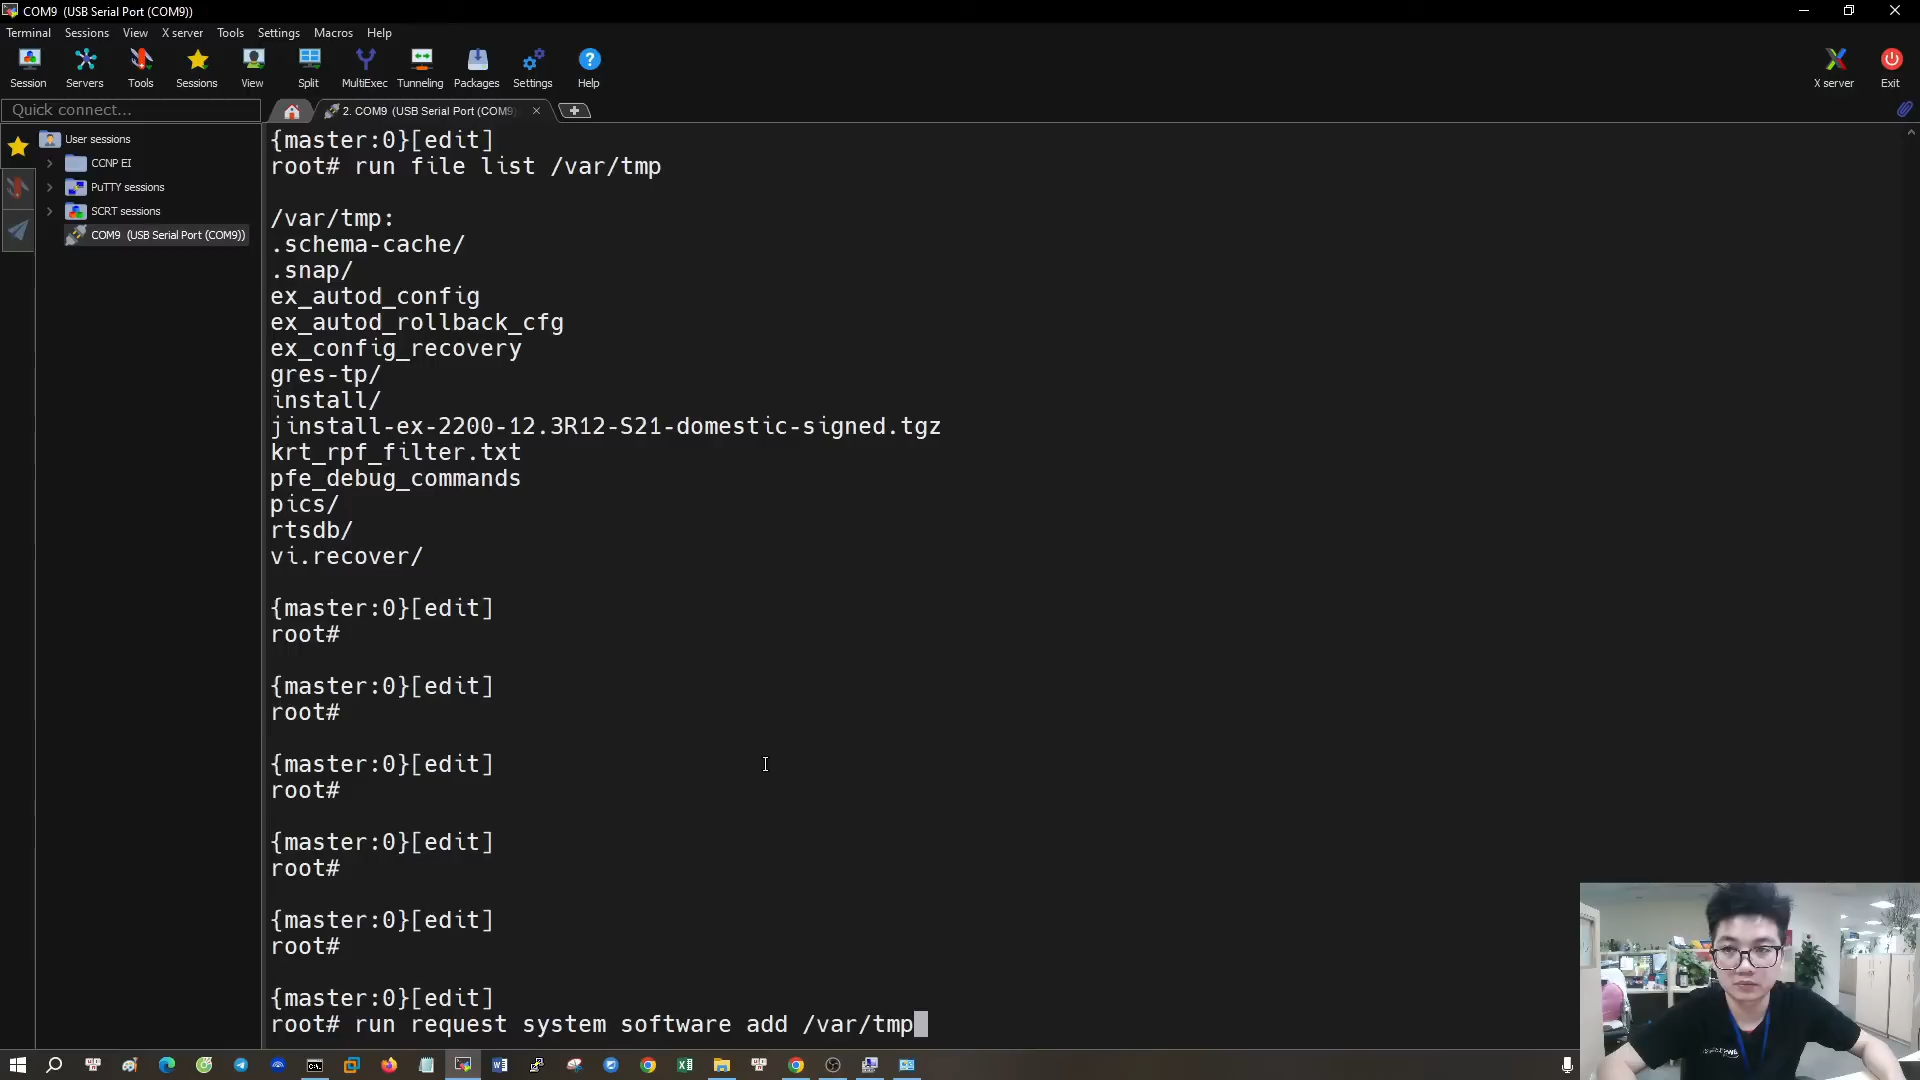 COM9 (USB Serial Port (COM9))
Terminal Sessions View X server Tools Settings Macros Help
Session Servers Tools Sessions View Split MultiExec Tunneling Packages Settings Help X server Exit
Quick connect...
2. COM9 (USB Serial Port (COM9)
User sessions
CCNP EI
PuTTY sessions
SCRT sessions
COM9 (USB Serial Port (COM9))
{master:0}[edit]
root# run file list /var/tmp
/var/tmp:
.schema-cache/
.snap/
ex_autod_config
ex_autod_rollback_cfg
ex_config_recovery
gres-tp/
install/
jinstall-ex-2200-12.3R12-S21-domestic-signed.tgz
krt_rpf_filter.txt
pfe_debug_commands
pics/
rtsdb/
vi.recover/
{master:0}[edit]
root#
{master:0}[edit]
root#
{master:0}[edit]
root#
{master:0}[edit]
root#
{master:0}[edit]
root#
{master:0}[edit]
root# run request system software add /var/tmp